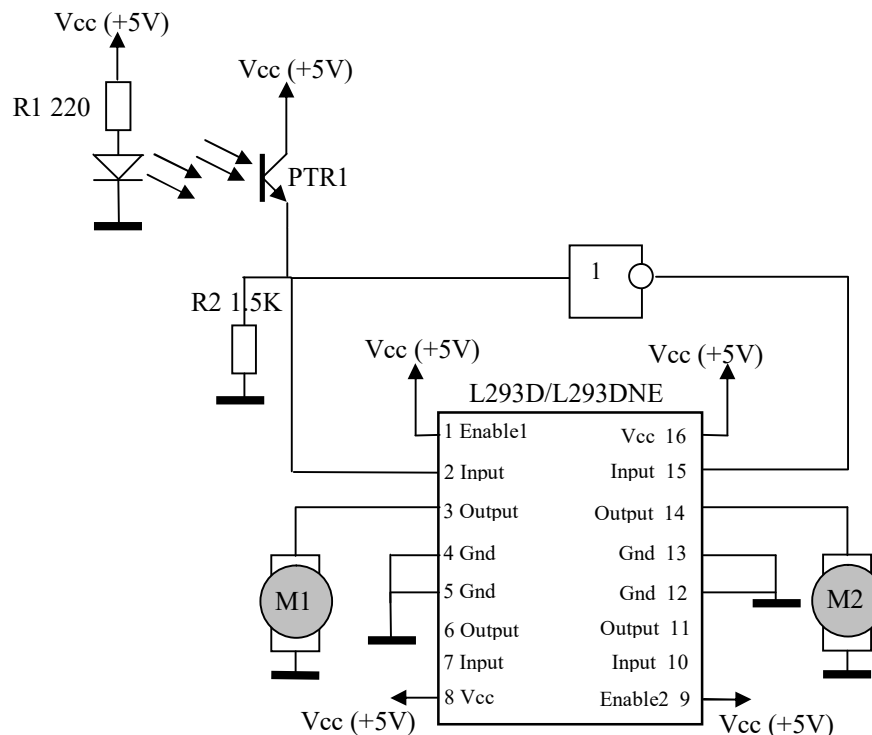 Vcc (+5V)
Vcc (+5V)
R1 220
PTR1
1
R2 1.5K
Vcc (+5V)
Vcc (+5V)
L293D/L293DNE
1 Enable1
Vcc 16
2 Input
Input 15
3 Output
Output 14
4 Gnd
Gnd 13
5 Gnd
Gnd 12
M1
M2
6 Output
Output 11
7 Input
Input 10
8 Vcc
Enable2 9
Vcc (+5V)
Vcc (+5V)